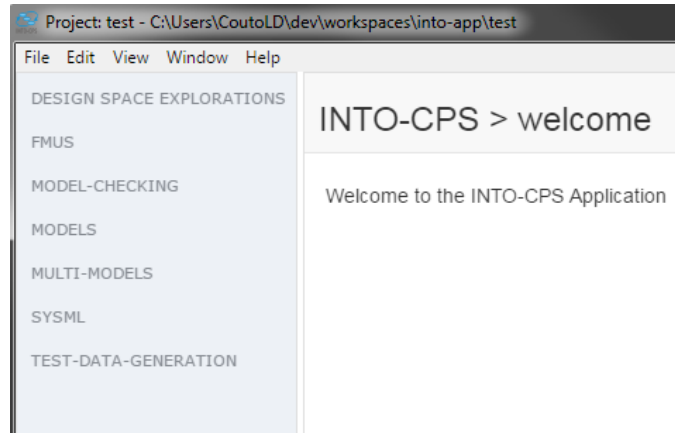 Project: test - C:\Users\CoutoLD\dev\workspaces\into-app\test
File Edit View Window Help
DESIGN SPACE EXPLORATIONS
FMUS
MODEL-CHECKING
MODELS
MULTI-MODELS
SYSML
TEST-DATA-GENERATION
INTO-CPS > welcome
Welcome to the INTO-CPS Application